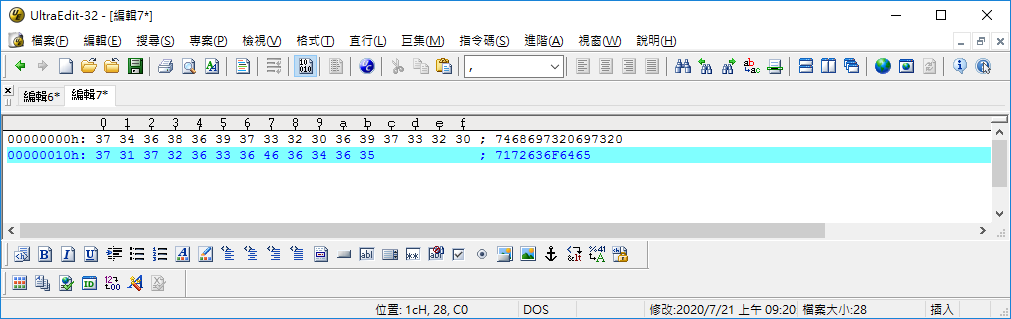 UltraEdit-32 - [編輯7*]
檔案(F) 編輯(E) 搜尋(S) 專案(P) 檢視(V) 格式(T) 直行(L) 巨集(M) 指令碼(S) 進階(A) 視窗(W) 說明(H)
,
編輯6* 編輯7*
0 1 2 3 4 5 6 7 8 9 a b c d e f
00000000h: 37 34 36 38 36 39 37 33 32 30 36 39 37 33 32 30 ; 7468697320697320
00000010h: 37 31 37 32 36 33 36 46 36 34 36 35 ; 7172636F6465
位置: 1cH, 28, C0 DOS 修改:2020/7/21 上午 09:20 檔案大小:28 插入